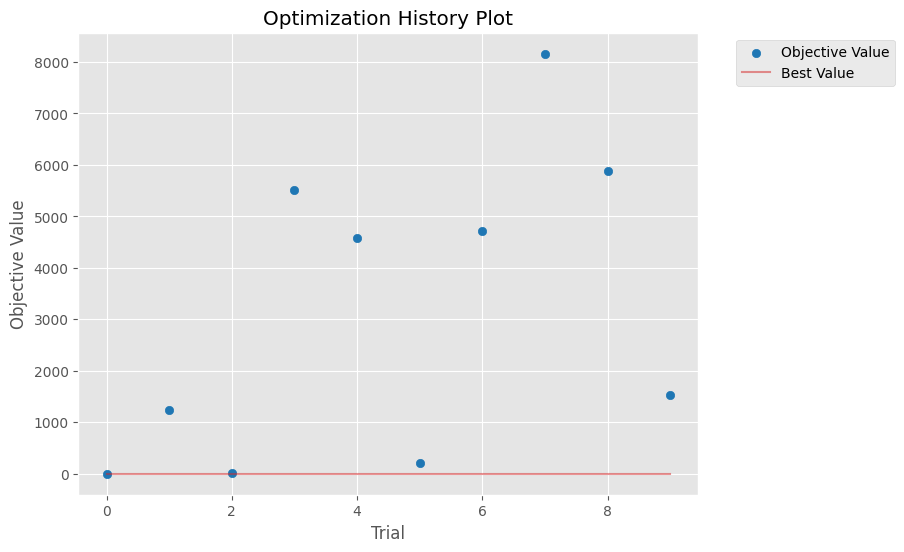 Optimization History Plot
Objective Value
Best Value
8000
7000
6000
5000
4000
3000
2000
1000
0
Objective Value
0
2
4
6
8
Trial